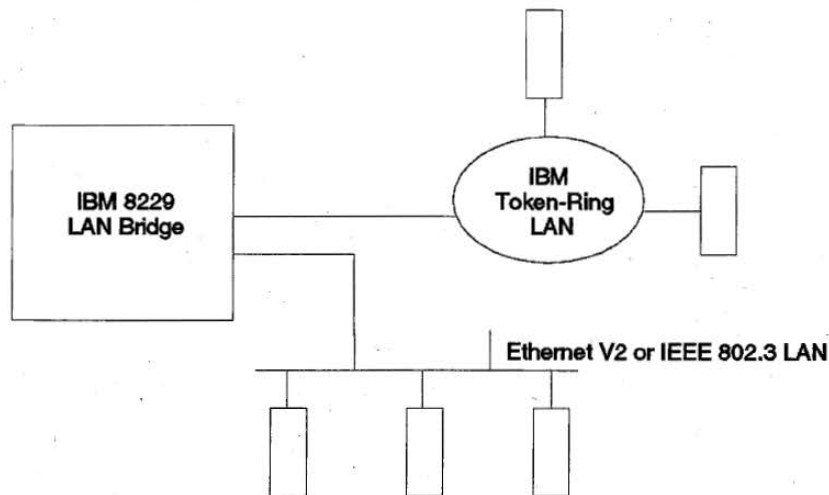 IBM 8229
LAN Bridge
IBM
Token-Ring
LAN
Ethernet V2 or IEEE 802.3 LAN